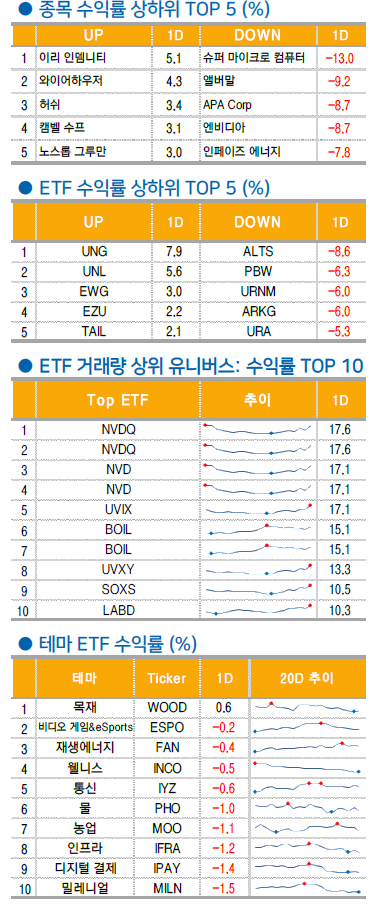 ● 종목 수익률 상하위 TOP 5 (%)
UP 1D DOWN 1D
1 이리 인뎀니티 5.1 슈퍼 마이크로 컴퓨터 -13.0
2 와이어하우저 4.3 앨버말 -9.2
3 허쉬 3.4 APA Corp -8.7
4 캠벨 수프 3.1 엔비디아 -8.7
5 노스롭 그루만 3.0 인페이즈 에너지 -7.8
● ETF 수익률 상하위 TOP 5 (%)
UP 1D DOWN 1D
1 UNG 7.9 ALTS -8.6
2 UNL 5.6 PBW -6.3
3 EWG 3.0 URNM -6.0
4 EZU 2.2 ARKG -6.0
5 TAIL 2.1 URA -5.3
● ETF 거래량 상위 유니버스: 수익률 TOP 10
Top ETF 추이 1D
1 NVDQ 17.6
2 NVDQ 17.6
3 NVD 17.1
4 NVD 17.1
5 UVIX 17.1
6 BOIL 15.1
7 BOIL 15.1
8 UVXY 13.3
9 SOXS 10.5
10 LABD 10.3
● 테마 ETF 수익률 (%)
테마 Ticker 1D 20D 추이
1 목재 WOOD 0.6
2 비디오 게임&eSports ESPO -0.2
3 재생에너지 FAN -0.4
4 웰니스 INCO -0.5
5 통신 IYZ -0.6
6 물 PHO -1.0
7 농업 MOO -1.1
8 인프라 IFRA -1.2
9 디지털 결제 IPAY -1.4
10 밀레니얼 MILN -1.5